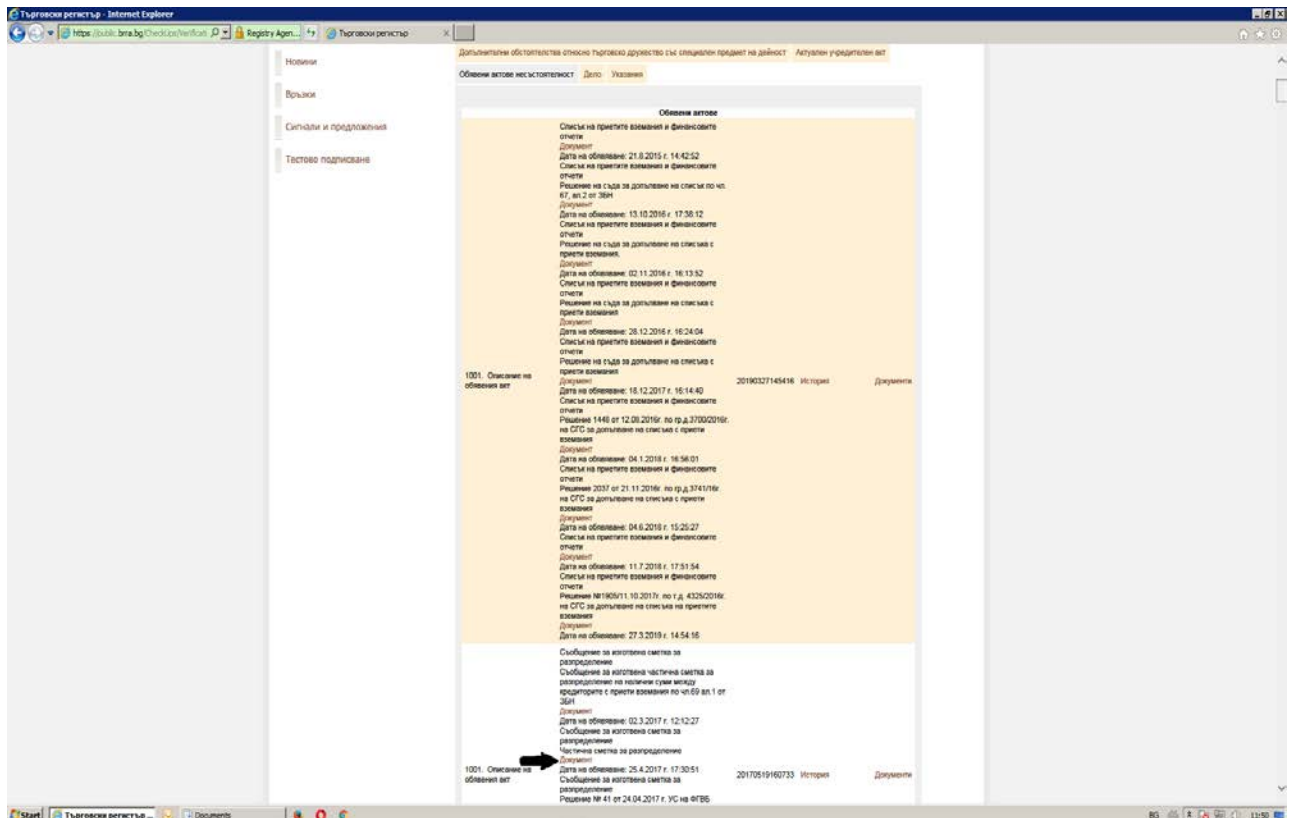 Търговски регистър - Internet Explorer
Registry Agen...
Търговски регистър
Новини
Връзки
Сигнали и предложения
Тестово подписване
Допълнителни обстоятелства относно търговско дружество със специален предмет на дейност Актуален учредителен акт
Обявени актове несъстоятелност Дело Указания
Обявени актове
Списък на приетите вземания и финансовите
отчети
Документ
Дата на обявяване: 21.8.2015 г. 14:42:52
Списък на приетите вземания и финансовите
отчети
Решение на съда за допълване на списък по чл.
67, ал.2 от ЗБН
Документ
Дата на обявяване: 13.10.2016 г. 17:38:12
Списък на приетите вземания и финансовите
отчети
Решение на съда за допълване на списъка с
приети вземания.
Документ
Дата на обявяване: 02.11.2016 г. 16:13:52
Списък на приетите вземания и финансовите
отчети
Решение на съда за допълване на списъка с
приети вземания
Документ
Дата на обявяване: 28.12.2016 г. 16:24:04
Списък на приетите вземания и финансовите
отчети
Решение на съда за допълване на списъка с
приети вземания
1001. Описание на
обявения акт
Документ
20190327145416 История Документи
Дата на обявяване: 18.12.2017 г. 16:14:40
Списък на приетите вземания и финансовите
отчети
Решение 1448 от 12.08.2016г. по гр.д.3700/2016г.
на СГС за допълване на списъка с приети
вземания
Документ
Дата на обявяване: 04.1.2018 г. 16:56:01
Списък на приетите вземания и финансовите
отчети
Решение 2037 от 21.11.2016г. по гр.д.3741/16г.
на СГС за допълване на списъка с приети
вземания
Документ
Дата на обявяване: 04.6.2018 г. 15:25:27
Списък на приетите вземания и финансовите
отчети
Документ
Дата на обявяване: 11.7.2018 г. 17:51:54
Списък на приетите вземания и финансовите
отчети
Решение №1905/11.10.2017г. по т.д. 4325/2016г.
на СГС за допълване на списъка на приетите
вземания
Документ
Дата на обявяване: 27.3.2019 г. 14:54:16
Съобщение за изготвена сметка за
разпределение
Съобщение за изготвена частична сметка за
разпределение на налични суми между
кредиторите с приети вземания по чл.69 ал.1 от
ЗБН
Документ
Дата на обявяване: 02.3.2017 г. 12:12:27
Съобщение за изготвена сметка за
разпределение
Частична сметка за разпределение
Документ
1001. Описание на
обявения акт
Дата на обявяване: 25.4.2017 г. 17:30:51
20170519160733 История Документи
Съобщение за изготвена сметка за
разпределение
Решение № 41 от 24.04.2017 г. УС на ФГВБ
Start Търговски регистър ... Documents BG 11:50